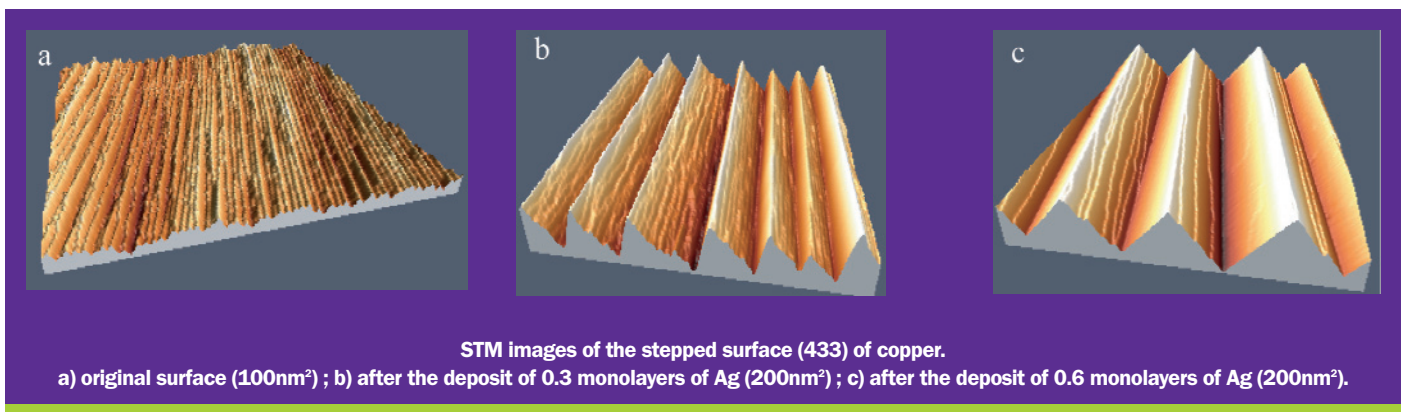 a
b
c
STM images of the stepped surface (433) of copper.
a) original surface (100nm²) ; b) after the deposit of 0.3 monolayers of Ag (200nm²) ; c) after the deposit of 0.6 monolayers of Ag (200nm²).